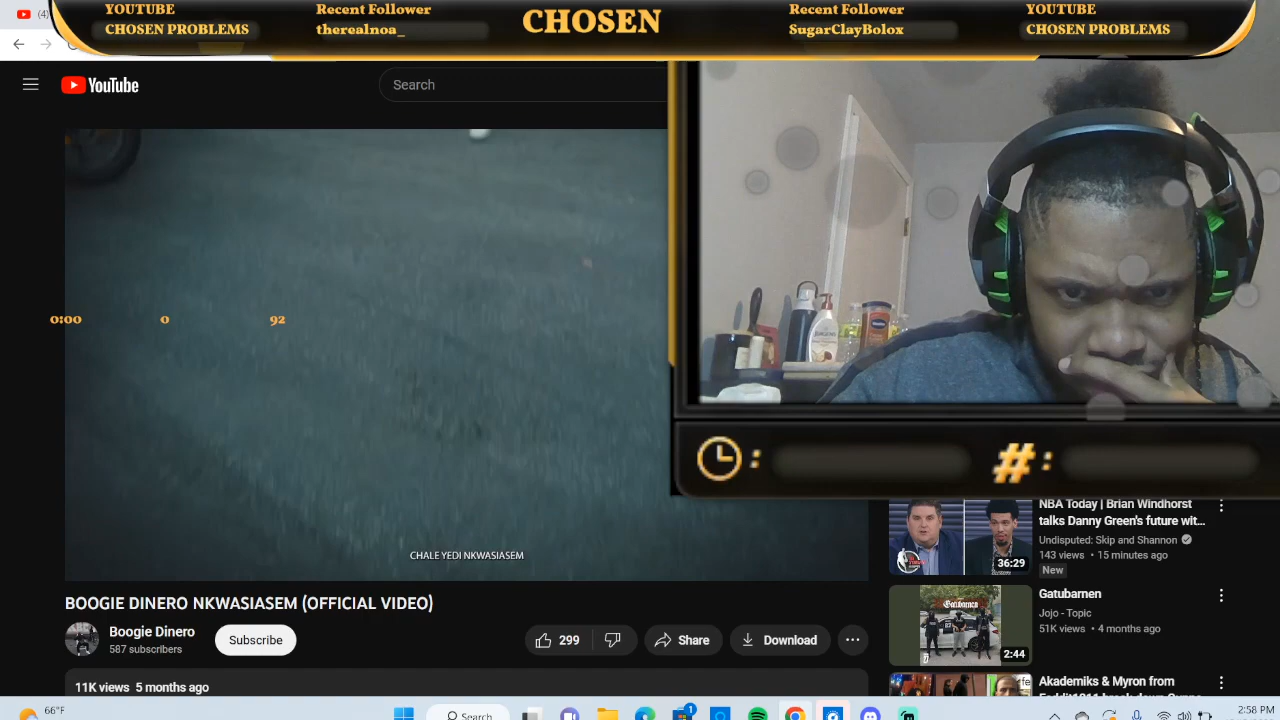 YOUTUBE
CHOSEN PROBLEMS
Recent Follower
therealnoa_
CHOSEN
Recent Follower
SugarClayBolox
YOUTUBE
CHOSEN PROBLEMS
(4)
YouTube
Search
0:00
0
92
:
#:
CHALE YEDI NKWASIASEM
BOOGIE DINERO NKWASIASEM (OFFICIAL VIDEO)
Boogie Dinero
587 subscribers
Subscribe
299
Share
Download
11K views 5 months ago
NBA Today | Brian Windhorst
talks Danny Green's future wit...
Undisputed: Skip and Shannon
143 views • 15 minutes ago
New
36:29
Gatubarnen
Jojo - Topic
51K views • 4 months ago
2:44
Akademiks & Myron from
66°F
Search
1
2:58 PM